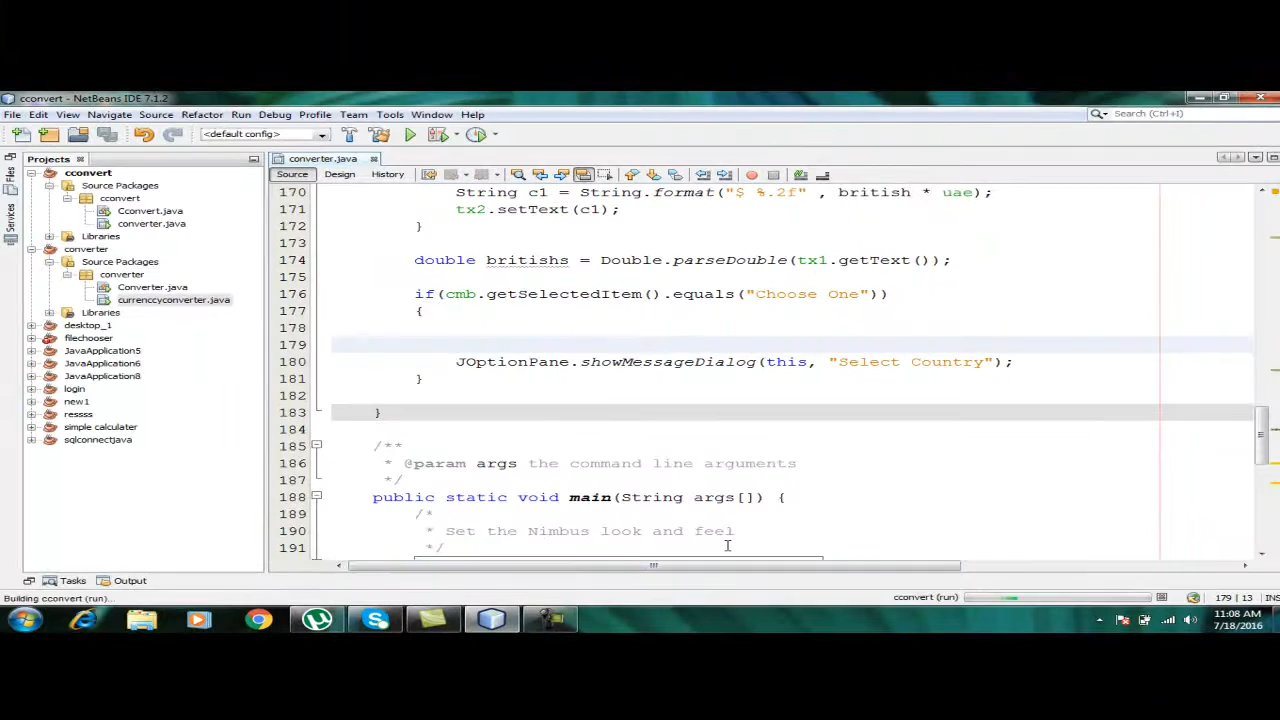 cconvert - NetBeans IDE 7.1.2
File Edit View Navigate Source Refactor Run Debug Profile Team Tools Window Help
Search (Ctrl+I)
<default config>
Projects
converter.java
Source Design History
Files
Services
cconvert
Source Packages
cconvert
Cconvert.java
converter.java
Libraries
converter
Source Packages
converter
Converter.java
currenccyconverter.java
Libraries
desktop_1
filechooser
JavaApplication5
JavaApplication6
JavaApplication8
login
new1
ressss
simple calculater
sqlconnectjava
170 String c1 = String.format("$ %.2f" , british * uae);
171 tx2.setText(c1);
172 }
173
174 double britishs = Double.parseDouble(tx1.getText());
175
176 if(cmb.getSelectedItem().equals("Choose One"))
177 {
178
179
180 JOptionPane.showMessageDialog(this, "Select Country");
181 }
182
183 }
184
185 /**
186 * @param args the command line arguments
187 */
188 public static void main(String args[]) {
189 /*
190 * Set the Nimbus look and feel
191 */
Tasks Output
Building cconvert (run)...
cconvert (run)
179 | 13 INS
11:08 AM
7/18/2016